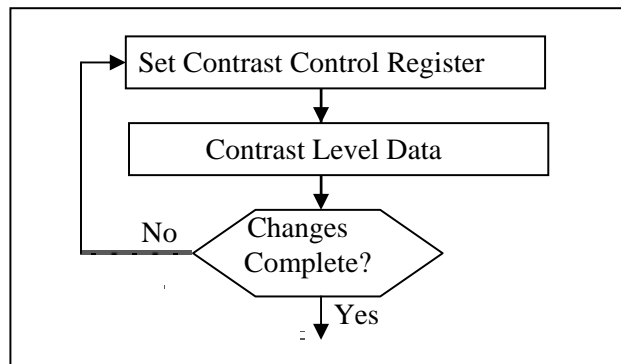 Set Contrast Control Register
Contrast Level Data
No
Changes
Complete?
Yes